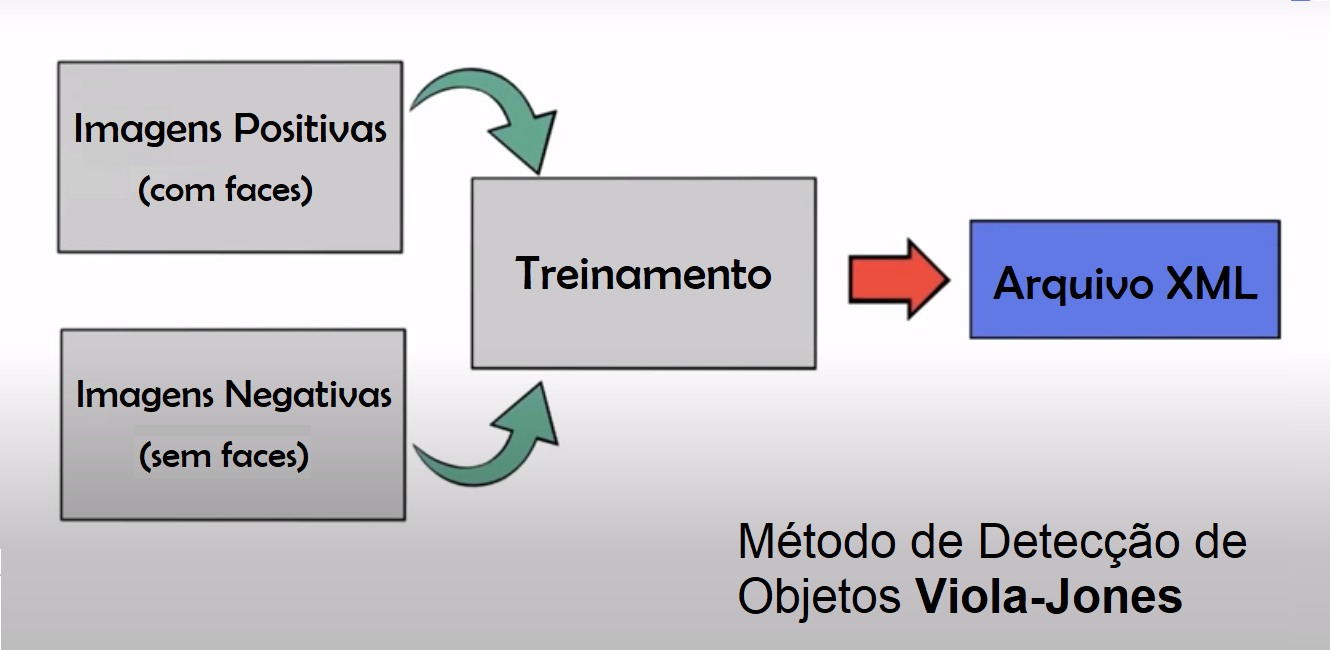 Imagens Positivas
(com faces)
Treinamento
Arquivo XML
Imagens Negativas
(sem faces)
Método de Detecção de
Objetos Viola-Jones